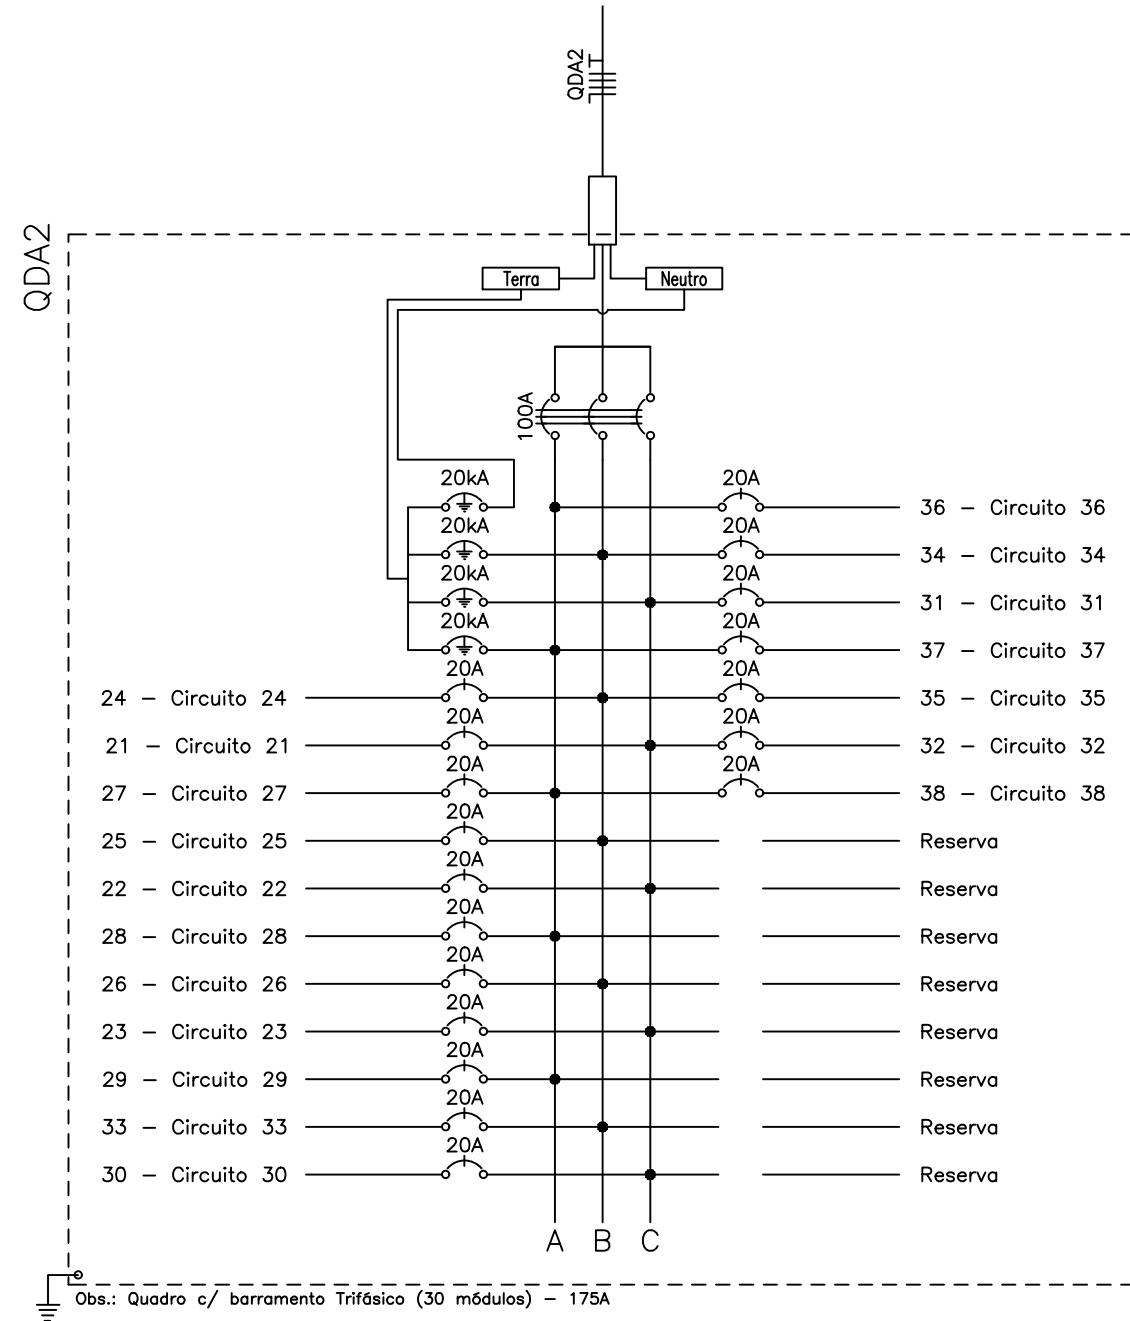 QDA2
QDA2
Terra
Neutro
100A
20kA 20A
36 - Circuito 36
20kA 20A
34 - Circuito 34
20kA 20A
31 - Circuito 31
20kA 20A
37 - Circuito 37
20A 20A
24 - Circuito 24 35 - Circuito 35
20A 20A
21 - Circuito 21 32 - Circuito 32
20A 20A
27 - Circuito 27 38 - Circuito 38
20A
25 - Circuito 25 Reserva
20A
22 - Circuito 22 Reserva
20A
28 - Circuito 28 Reserva
20A
26 - Circuito 26 Reserva
20A
23 - Circuito 23 Reserva
20A
29 - Circuito 29 Reserva
20A
33 - Circuito 33 Reserva
20A
30 - Circuito 30 Reserva
A B C
Obs.: Quadro c/ barramento Trifásico (30 módulos) - 175A